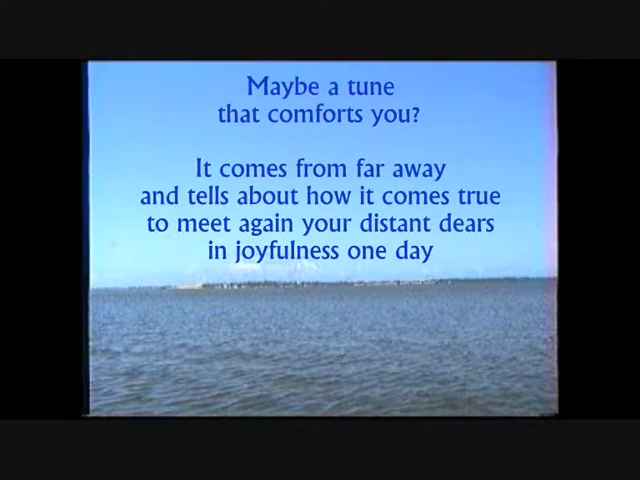 Maybe a tune
that comforts you?
It comes from far away
and tells about how it comes true
to meet again your distant dears
in joyfulness one day